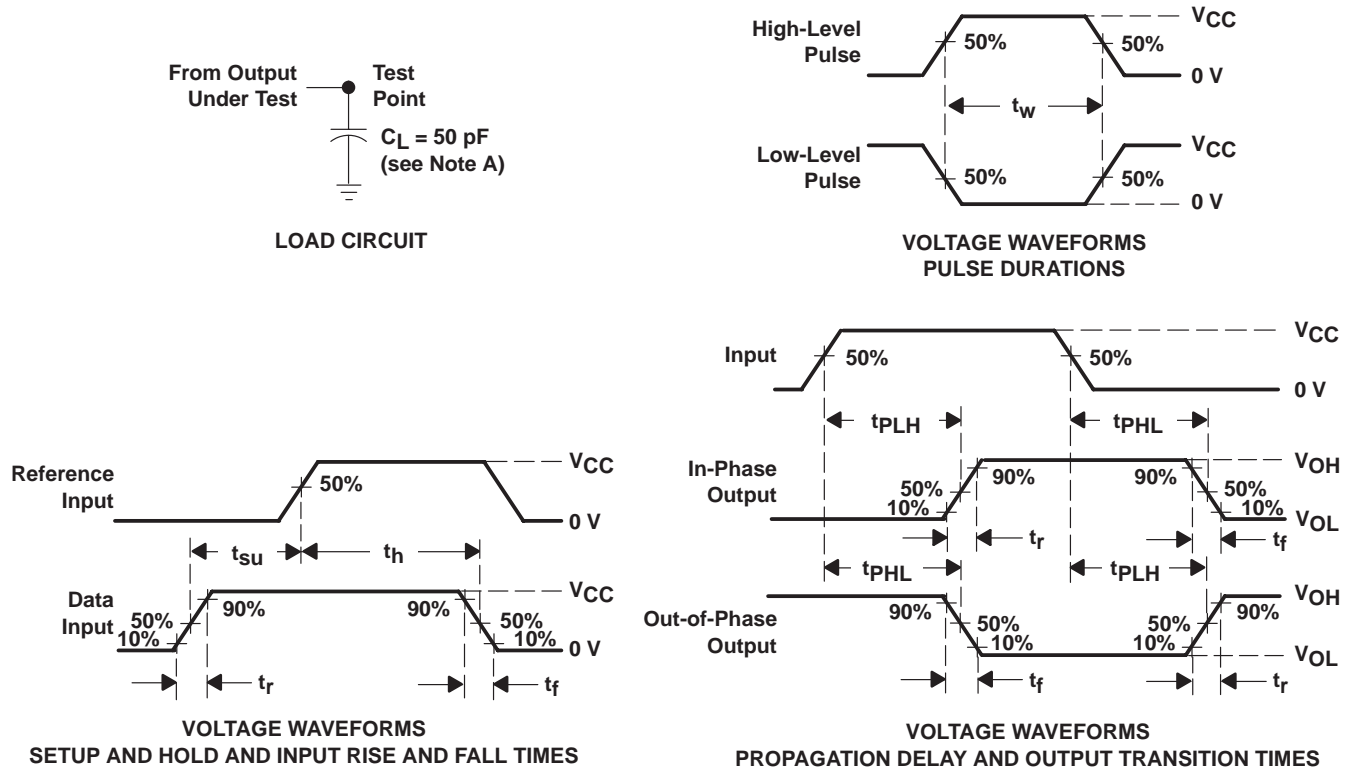 From Output
Under Test
Test
Point
CL = 50 pF
(see Note A)
LOAD CIRCUIT
High-Level
Pulse
50%
50%
VCC
0 V
tw
Low-Level
Pulse
50%
50%
VCC
0 V
VOLTAGE WAVEFORMS
PULSE DURATIONS
Reference
Input
50%
VCC
0 V
tsu
th
Data
Input
50%
10%
90%
90%
50%
10%
VCC
0 V
tr
tf
VOLTAGE WAVEFORMS
SETUP AND HOLD AND INPUT RISE AND FALL TIMES
Input
50%
50%
VCC
0 V
tPLH
tPHL
In-Phase
Output
50%
10%
90%
90%
50%
10%
VOH
VOL
tr
tf
tPHL
tPLH
Out-of-Phase
Output
90%
50%
10%
50%
10%
90%
VOH
VOL
tf
tr
VOLTAGE WAVEFORMS
PROPAGATION DELAY AND OUTPUT TRANSITION TIMES